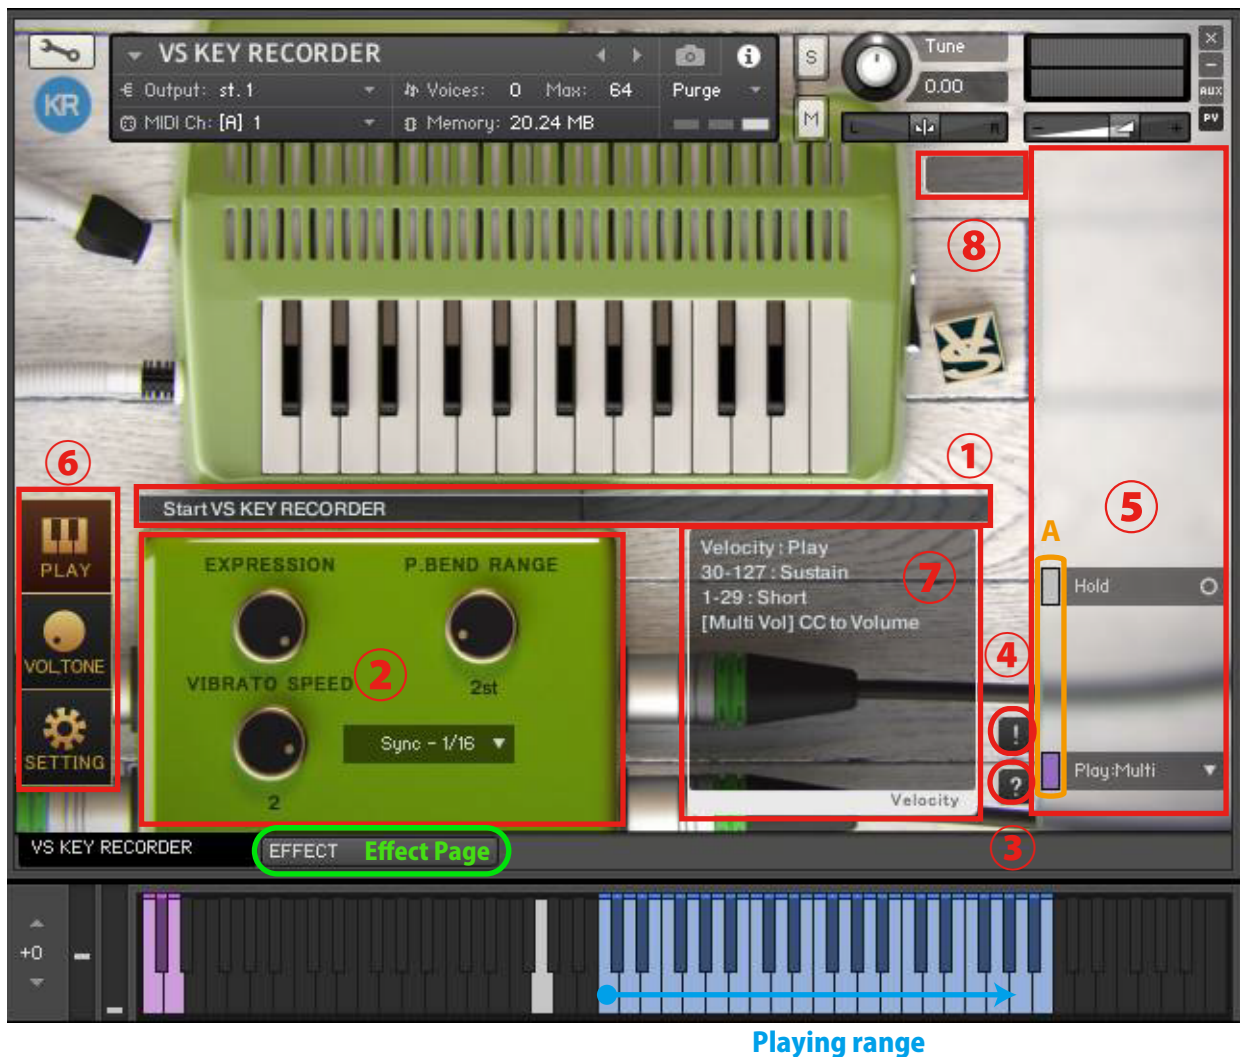 VS KEY RECORDER
S
Tune
×
−
KR
Output: st.1
Voices: 0 Max: 64
Purge
0.00
AUX
MIDI Ch: [A] 1
Memory: 20.24 MB
M
L
R
−
+
PV
⑧
VS
①
⑥
Start VS KEY RECORDER
⑤
PLAY
EXPRESSION
P.BEND RANGE
Velocity : Play
30-127 : Sustain
1-29 : Short
[Multi Vol] CC to Volume
⑦
A
Hold
VOL TONE
VIBRATO SPEED
②
2st
④
Sync - 1/16
!
SETTING
2
Velocity
?
Play:Multi
③
VS KEY RECORDER
EFFECT
Effect Page
+0
Playing range